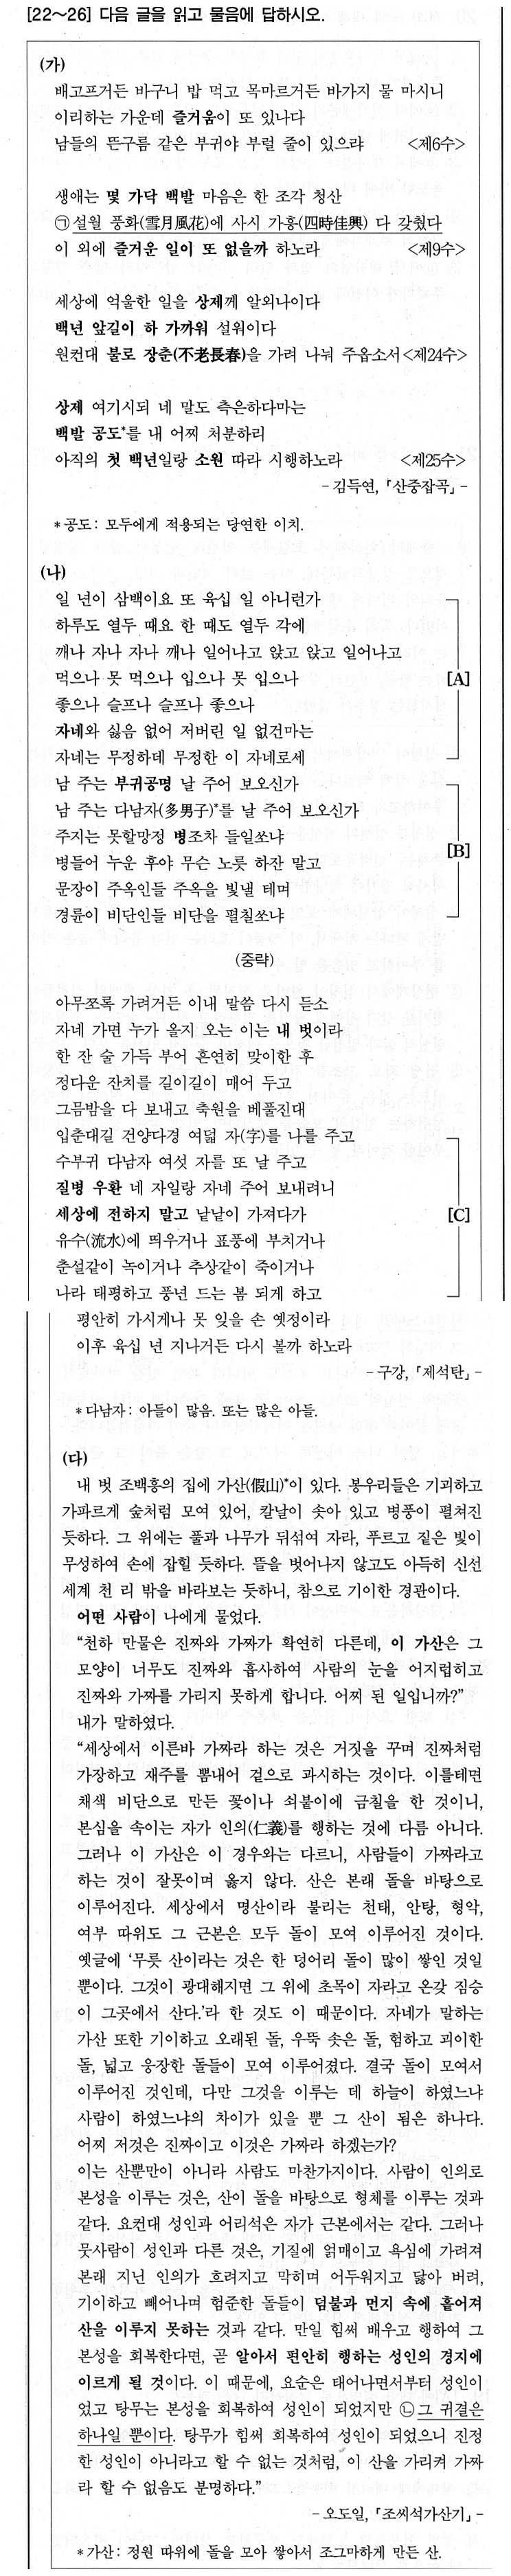 [22~26] 다음 글을 읽고 물음에 답하시오.
(가)
배고프거든 바구니 밥 먹고 목마르거든 바가지 물 마시니
이리하는 가운데 즐거움이 또 있나다
남들의 뜬구름 같은 부귀야 부럴 줄이 있으랴 <제6수>
생애는 몇 가닥 백발 마음은 한 조각 청산
㉠설월 풍화(雪月風花)에 사시 가흥(四時佳興) 다 갖췄다
이 외에 즐거운 일이 또 없을까 하노라 <제9수>
세상에 억울한 일을 상제께 알외나이다
백년 앞길이 하 가까워 설워이다
원컨대 불로 장춘(不老長春)을 가려 나눠 주옵소서<제24수>
상제 여기시되 네 말도 측은하다마는
백발 공도*를 내 어찌 처분하리
아직의 첫 백년일랑 소원 따라 시행하노라 <제25수>
- 김득연, 「산중잡곡」 -
*공도: 모두에게 적용되는 당연한 이치.
(나)
일 년이 삼백이요 또 육십 일 아니런가
하루도 열두 때요 한 때도 열두 각에
깨나 자나 자나 깨나 일어나고 앉고 앉고 일어나고
먹으나 못 먹으나 입으나 못 입으나
[A]
좋으나 슬프나 슬프나 좋으나
자네와 싫음 없어 저버린 일 없건마는
자네는 무정하데 무정한 이 자네로세
남 주는 부귀공명 날 주어 보오신가
남 주는 다남자(多男子)*를 날 주어 보오신가
주지는 못할망정 병조차 들일쏘냐
[B]
병들어 누운 후야 무슨 노릇 하잔 말고
문장이 주옥인들 주옥을 빛낼 테며
경륜이 비단인들 비단을 펼칠쏘냐
(중략)
아무쪼록 가려거든 이내 말씀 다시 듣소
자네 가면 누가 올지 오는 이는 내 벗이라
한 잔 술 가득 부어 흔연히 맞이한 후
정다운 잔치를 길이길이 매어 두고
그믐밤을 다 보내고 축원을 베풀진대
입춘대길 건양다경 여덟 자(字)를 나를 주고
수부귀 다남자 여섯 자를 또 날 주고
질병 우환 네 자일랑 자네 주어 보내려니
세상에 전하지 말고 낱낱이 가져다가
[C]
유수(流水)에 띄우거나 표풍에 부치거나
춘설같이 녹이거나 추상같이 죽이거나
나라 태평하고 풍년 드는 봄 되게 하고
평안히 가시게나 못 잊을 손 옛정이라
이후 육십 년 지나거든 다시 볼까 하노라
- 구강, 「제석탄」 -
*다남자: 아들이 많음. 또는 많은 아들.
(다)
내 벗 조백흥의 집에 가산(假山)*이 있다. 봉우리들은 기괴하고
가파르게 숲처럼 모여 있어, 칼날이 솟아 있고 병풍이 펼쳐진
듯하다. 그 위에는 풀과 나무가 뒤섞여 자라, 푸르고 짙은 빛이
무성하여 손에 잡힐 듯하다. 뜰을 벗어나지 않고도 아득히 신선
세계 천 리 밖을 바라보는 듯하니, 참으로 기이한 경관이다.
어떤 사람이 나에게 물었다.
“천하 만물은 진짜와 가짜가 확연히 다른데, 이 가산은 그
모양이 너무도 진짜와 흡사하여 사람의 눈을 어지럽히고
진짜와 가짜를 가리지 못하게 합니다. 어찌 된 일입니까?”
내가 말하였다.
“세상에서 이른바 가짜라 하는 것은 거짓을 꾸며 진짜처럼
가장하고 재주를 뽐내어 겉으로 과시하는 것이다. 이를테면
채색 비단으로 만든 꽃이나 쇠붙이에 금칠을 한 것이니,
본심을 속이는 자가 인의(仁義)를 행하는 것에 다름 아니다.
그러나 이 가산은 이 경우와는 다르니, 사람들이 가짜라고
하는 것이 잘못이며 옳지 않다. 산은 본래 돌을 바탕으로
이루어진다. 세상에서 명산이라 불리는 천태, 안탕, 형악,
여부 따위도 그 근본은 모두 돌이 모여 이루어진 것이다.
옛글에 ‘무릇 산이라는 것은 한 덩어리 돌이 많이 쌓인 것일
뿐이다. 그것이 광대해지면 그 위에 초목이 자라고 온갖 짐승
이 그곳에서 산다.’라 한 것도 이 때문이다. 자네가 말하는
가산 또한 기이하고 오래된 돌, 우뚝 솟은 돌, 험하고 괴이한
돌, 넓고 웅장한 돌들이 모여 이루어졌다. 결국 돌이 모여서
이루어진 것인데, 다만 그것을 이루는 데 하늘이 하였느냐
사람이 하였느냐의 차이가 있을 뿐 그 산이 됨은 하나다.
어찌 저것은 진짜이고 이것은 가짜라 하겠는가?
이는 산뿐만이 아니라 사람도 마찬가지이다. 사람이 인의로
본성을 이루는 것은, 산이 돌을 바탕으로 형체를 이루는 것과
같다. 요컨대 성인과 어리석은 자가 근본에서는 같다. 그러나
뭇사람이 성인과 다른 것은, 기질에 얽매이고 욕심에 가려져
본래 지닌 인의가 흐려지고 막히며 어두워지고 닳아 버려,
기이하고 빼어나며 험준한 돌들이 덤불과 먼지 속에 흩어져
산을 이루지 못하는 것과 같다. 만일 힘써 배우고 행하여 그
본성을 회복한다면, 곧 알아서 편안히 행하는 성인의 경지에
이르게 될 것이다. 이 때문에, 요순은 태어나면서부터 성인이
었고 탕무는 본성을 회복하여 성인이 되었지만 ㉡그 귀결은
하나일 뿐이다. 탕무가 힘써 회복하여 성인이 되었으니 진정
한 성인이 아니라고 할 수 없는 것처럼, 이 산을 가리켜 가짜
라 할 수 없음도 분명하다.”
- 오도일, 「조씨석가산기」 -
*가산: 정원 따위에 돌을 모아 쌓아서 조그마하게 만든 산.